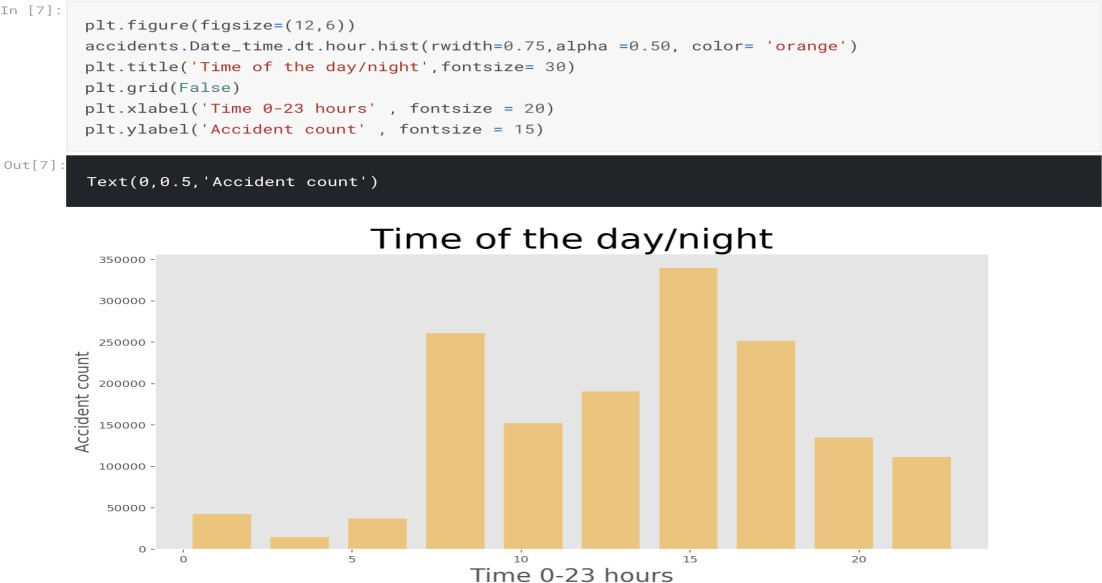 In [7]:
plt.figure(figsize=(12,6))
accidents.Date_time.dt.hour.hist(rwidth=0.75,alpha =0.50, color= 'orange')
plt.title('Time of the day/night',fontsize= 30)
plt.grid(False)
plt.xlabel('Time 0-23 hours' , fontsize = 20)
plt.ylabel('Accident count' , fontsize = 15)
Out[7]:
Text(0,0.5,'Accident count')
Time of the day/night
350000
300000
250000
200000
150000
100000
50000
0
Accident count
0 5 10 15 20
Time 0-23 hours